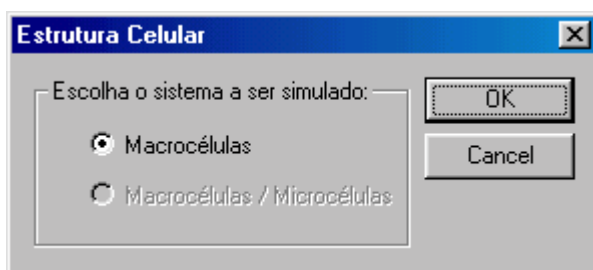 Estrutura Celular
Escolha o sistema a ser simulado:
Macrocélulas
Macrocélulas / Microcélulas
OK
Cancel